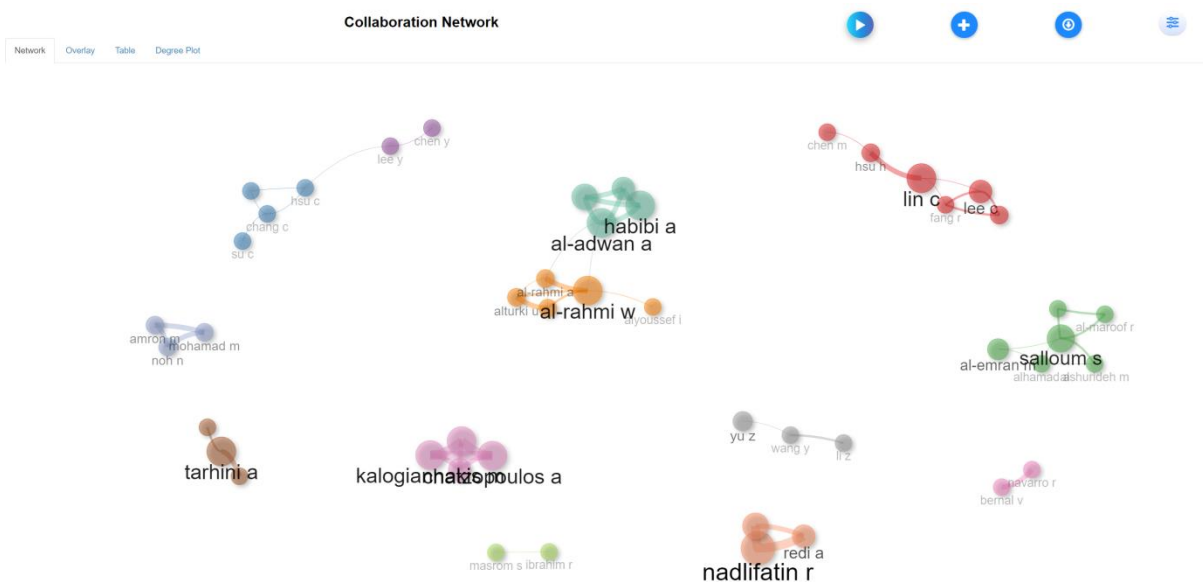 Collaboration Network
Network Overlay Table Degree Plot
chen y
lee y
hsu c
chang c
su c
chen m
hsu h
lin c
lee c
fang r
habibi a
al-adwan a
al-rahmi a
alturki u
al-rahmi w
alyoussef i
amron m
mohamad m
noh n
al-maroof r
salloum s
al-emran m
alshurideh m
yu z
wang y
li z
tarhini a
navarro r
bernal v
masrom s
ibrahim r
redi a
nadlifatin r